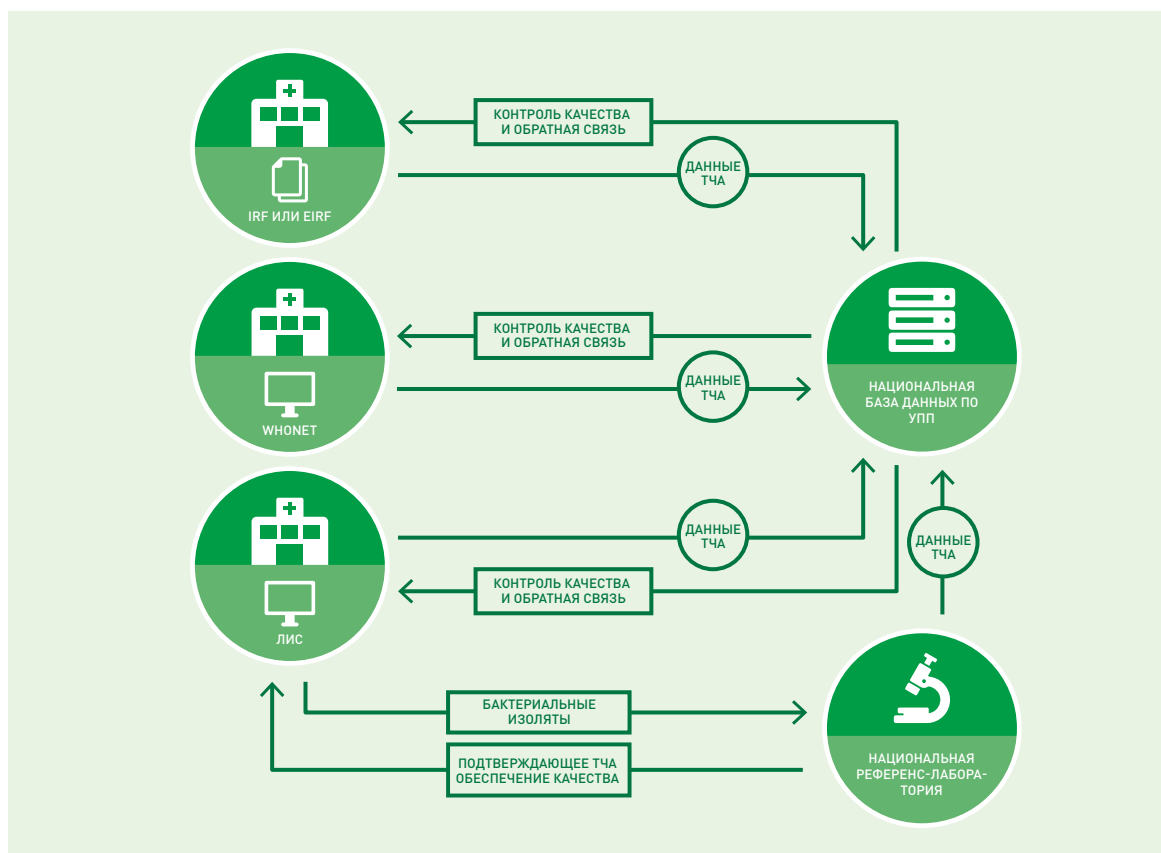 КОНТРОЛЬ КАЧЕСТВА
И ОБРАТНАЯ СВЯЗЬ
ДАННЫЕ
ТЧА
IRF ИЛИ EIRF
КОНТРОЛЬ КАЧЕСТВА
И ОБРАТНАЯ СВЯЗЬ
ДАННЫЕ
ТЧА
WHONET
НАЦИОНАЛЬНАЯ
БАЗА ДАННЫХ ПО
УПП
ДАННЫЕ
ТЧА
ДАННЫЕ
ТЧА
КОНТРОЛЬ КАЧЕСТВА
И ОБРАТНАЯ СВЯЗЬ
ЛИС
БАКТЕРИАЛЬНЫЕ
ИЗОЛЯТЫ
ПОДТВЕРЖДАЮЩЕЕ ТЧА
ОБЕСПЕЧЕНИЕ КАЧЕСТВА
НАЦИОНАЛЬНАЯ
РЕФЕРЕНС-ЛАБОРА-
ТОРИЯ